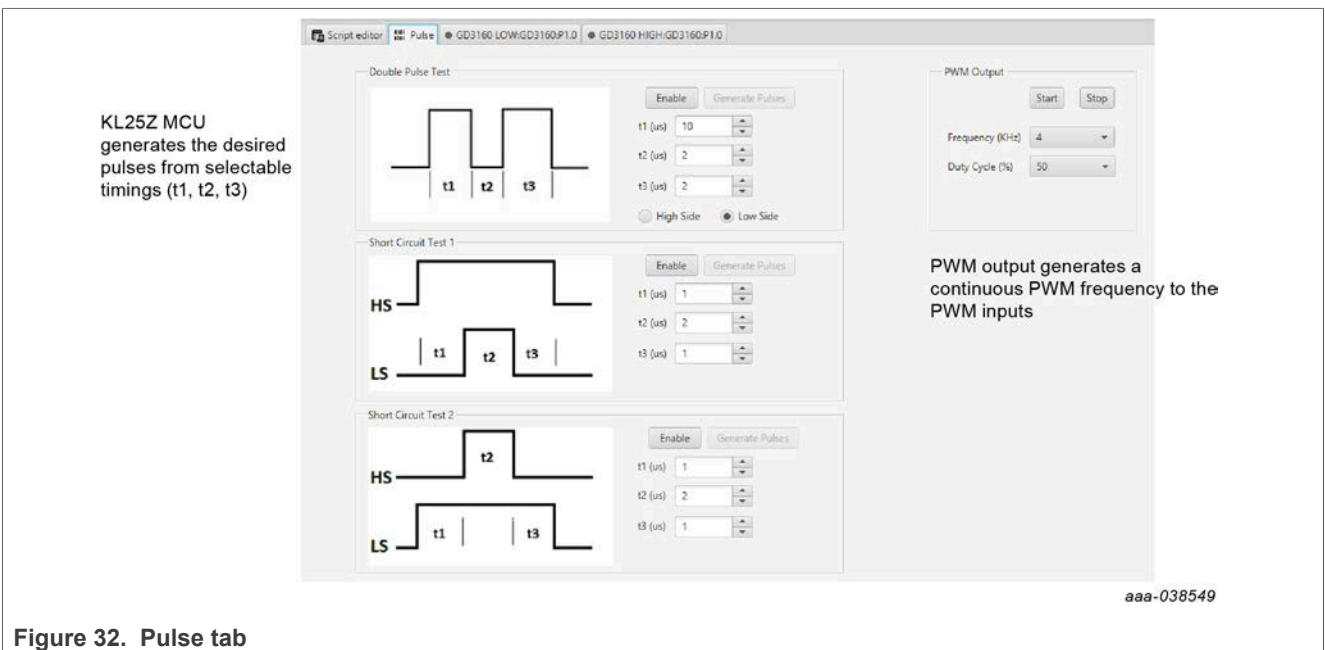 Script editor Pulse GD3160 LOW:GD3160:P1.0 GD3160 HIGH:GD3160:P1.0
KL25Z MCU
generates the desired
pulses from selectable
timings (t1, t2, t3)
Double Pulse Test
t1 t2 t3
Enable Generate Pulses
t1 (us) 10
t2 (us) 2
t3 (us) 2
High Side Low Side
Short Circuit Test 1
HS
t1 t2 t3
LS
Enable Generate Pulses
t1 (us) 1
t2 (us) 2
t3 (us) 1
Short Circuit Test 2
t2
HS
t1 t3
LS
Enable Generate Pulses
t1 (us) 1
t2 (us) 2
t3 (us) 1
PWM Output
Start Stop
Frequency (KHz) 4
Duty Cycle (%) 50
PWM output generates a
continuous PWM frequency to the
PWM inputs
aaa-038549
Figure 32. Pulse tab